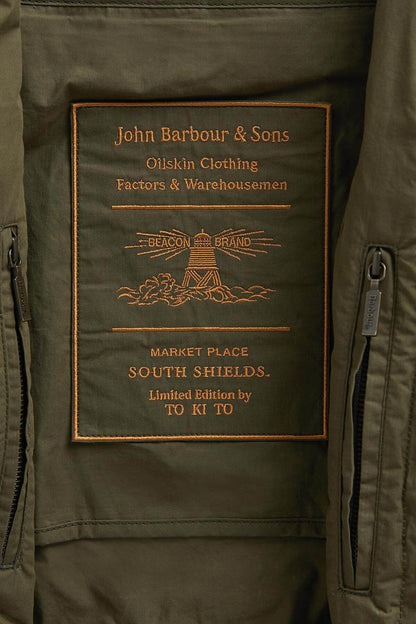 John Barbour & Sons
Oilskin Clothing
Factors & Warehousemen
BEACON BRAND
MARKET PLACE
SOUTH SHIELDS.
Limited Edition by
TO KI TO